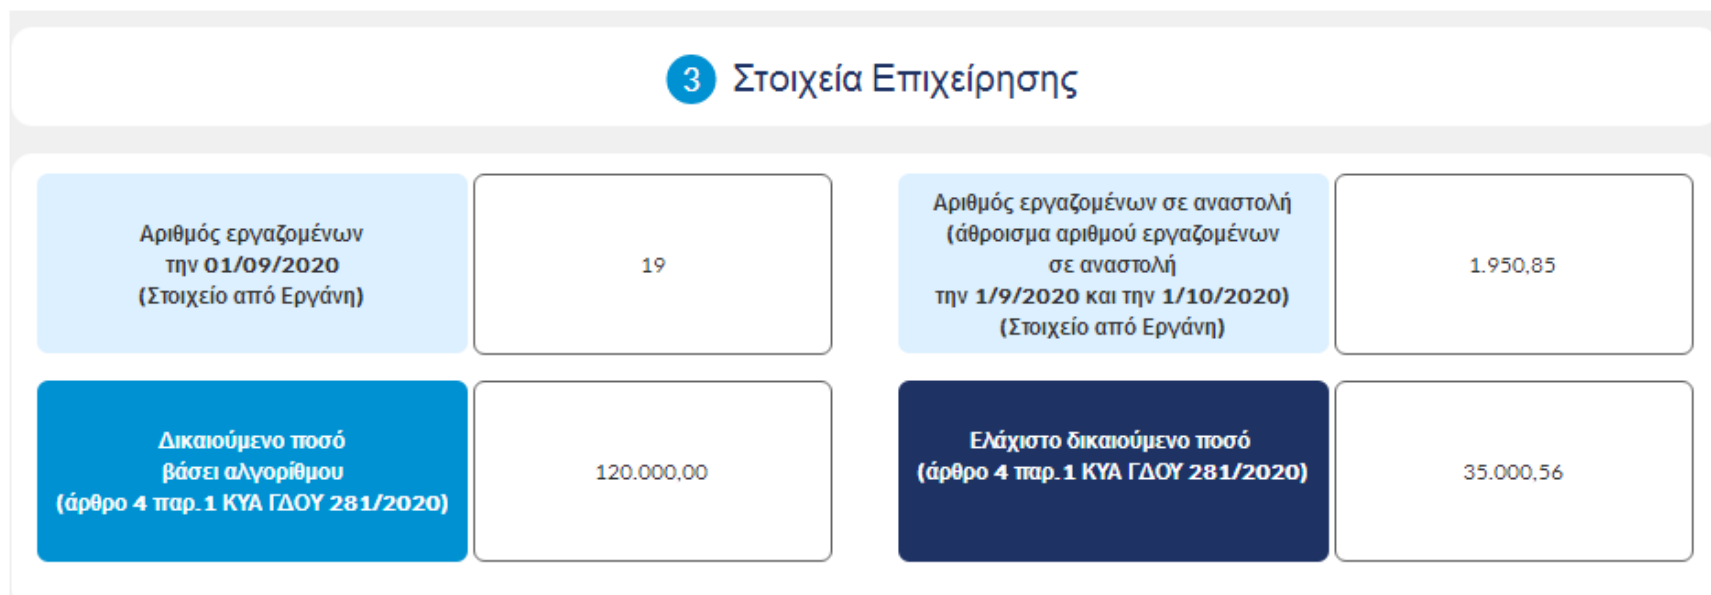 3 Στοιχεία Επιχείρησης
Αριθμός εργαζομένων
την 01/09/2020
(Στοιχείο από Εργάνη)
19
Αριθμός εργαζομένων σε αναστολή
(άθροισμα αριθμού εργαζομένων
σε αναστολή
την 1/9/2020 και την 1/10/2020)
(Στοιχείο από Εργάνη)
1.950,85
Δικαιούμενο ποσό
βάσει αλγορίθμου
(άρθρο 4 παρ.1 ΚΥΑ ΓΔΟΥ 281/2020)
120.000,00
Ελάχιστο δικαιούμενο ποσό
(άρθρο 4 παρ.1 ΚΥΑ ΓΔΟΥ 281/2020)
35.000,56